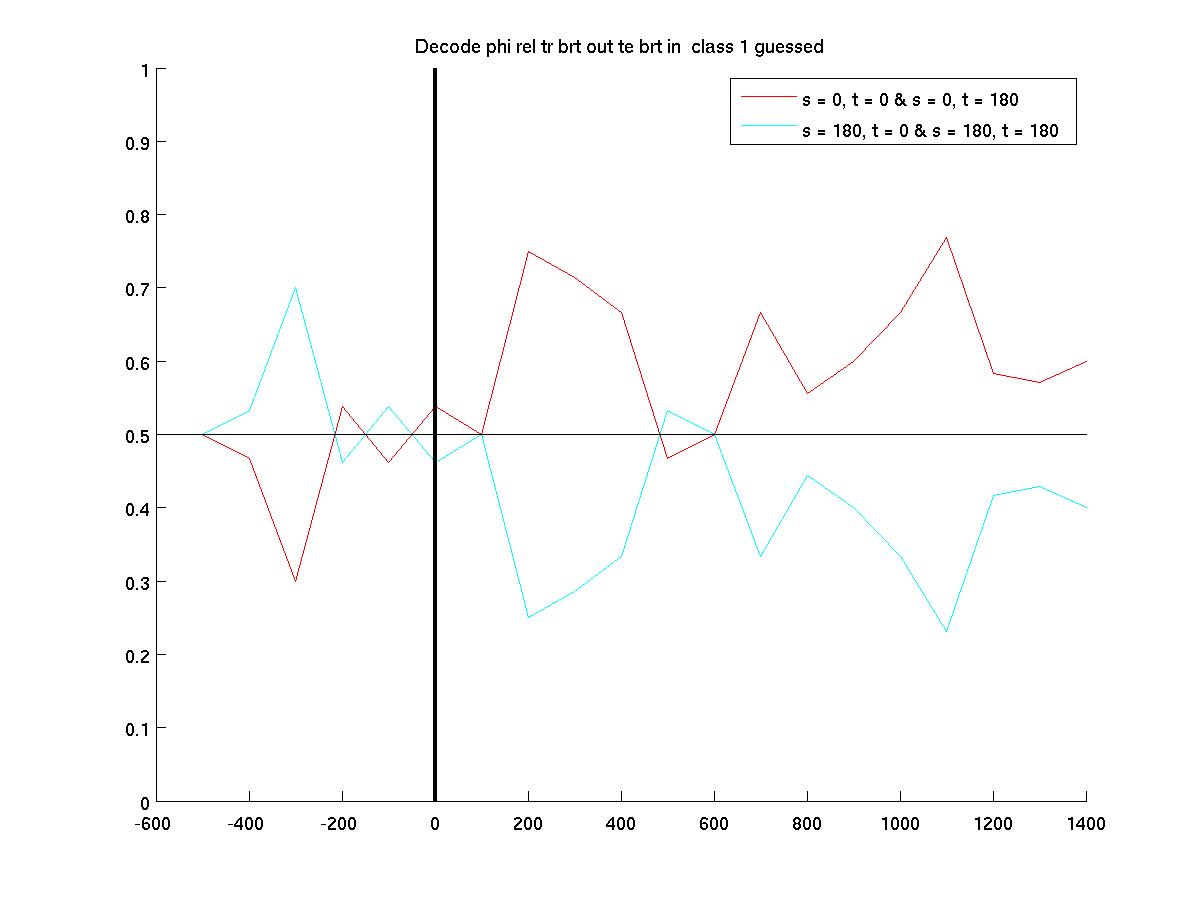 Decode phi rel tr brt out te brt in  class 1 guessed
s = 0, t = 0 & s = 0, t = 180
s = 180, t = 0 & s = 180, t = 180
1
0.9
0.8
0.7
0.6
0.5
0.4
0.3
0.2
0.1
0
-600 -400 -200 0 200 400 600 800 1000 1200 1400